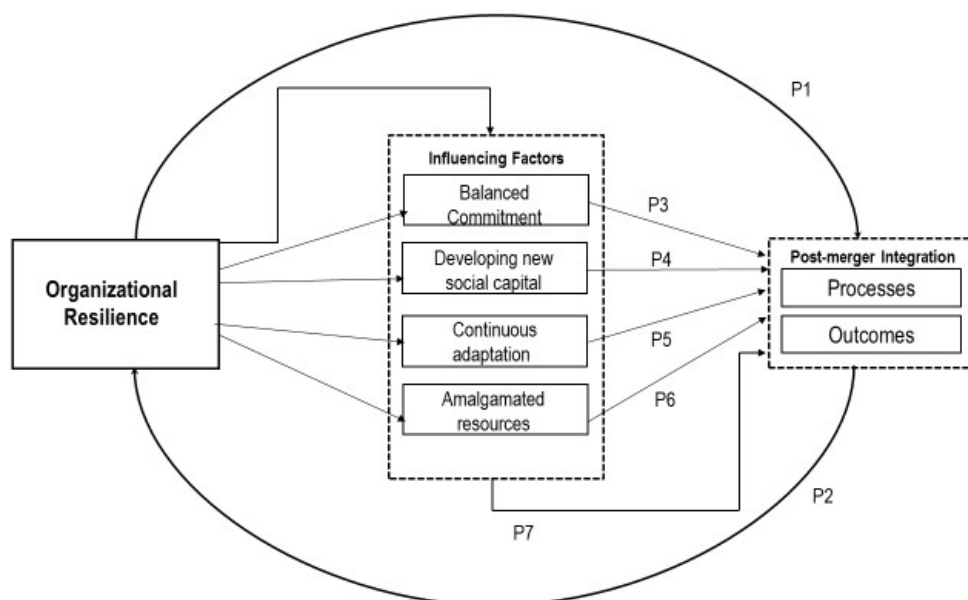 P1
Influencing Factors
Balanced
Commitment
P3
Developing new
social capital
P4
Post-merger Integration
Organizational
Resilience
Processes
Continuous
adaptation
P5
Outcomes
Amalgamated
resources
P6
P2
P7